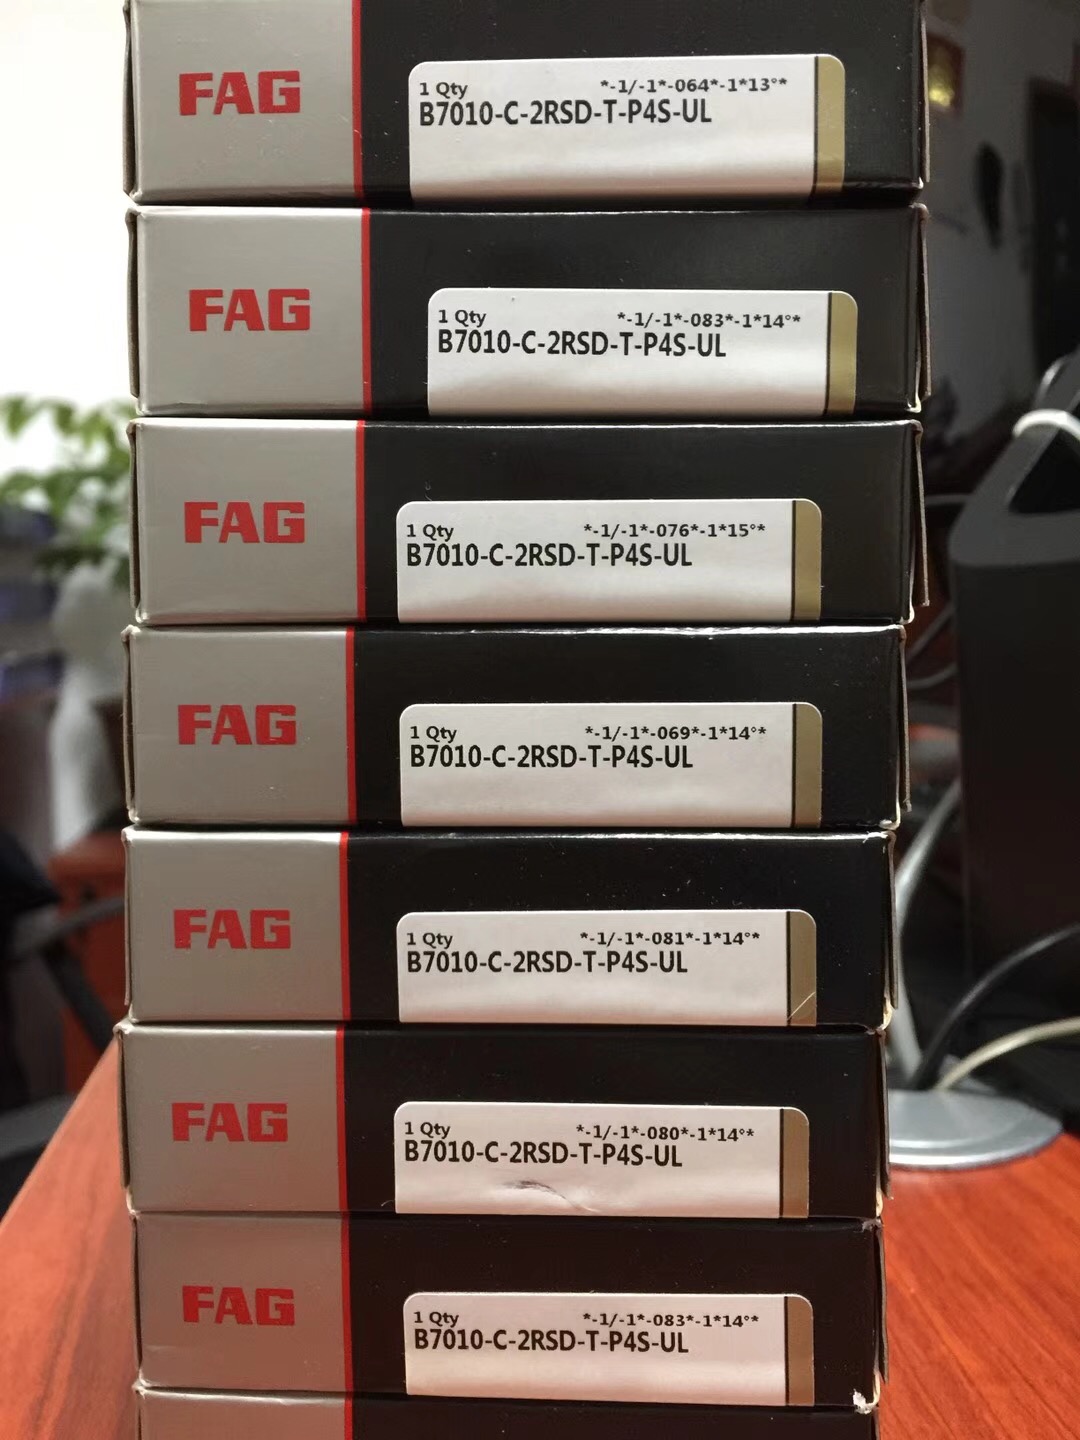 FAG
1 Qty *-1/-1*-064*-1*13°*
B7010-C-2RSD-T-P4S-UL
FAG
1 Qty *-1/-1*-083*-1*14°*
B7010-C-2RSD-T-P4S-UL
FAG
1 Qty *-1/-1*-076*-1*15°*
B7010-C-2RSD-T-P4S-UL
FAG
1 Qty *-1/-1*-069*-1*14°*
B7010-C-2RSD-T-P4S-UL
FAG
1 Qty *-1/-1*-081*-1*14°*
B7010-C-2RSD-T-P4S-UL
FAG
1 Qty *-1/-1*-080*-1*14°*
B7010-C-2RSD-T-P4S-UL
FAG
1 Qty *-1/-1*-083*-1*14°*
B7010-C-2RSD-T-P4S-UL